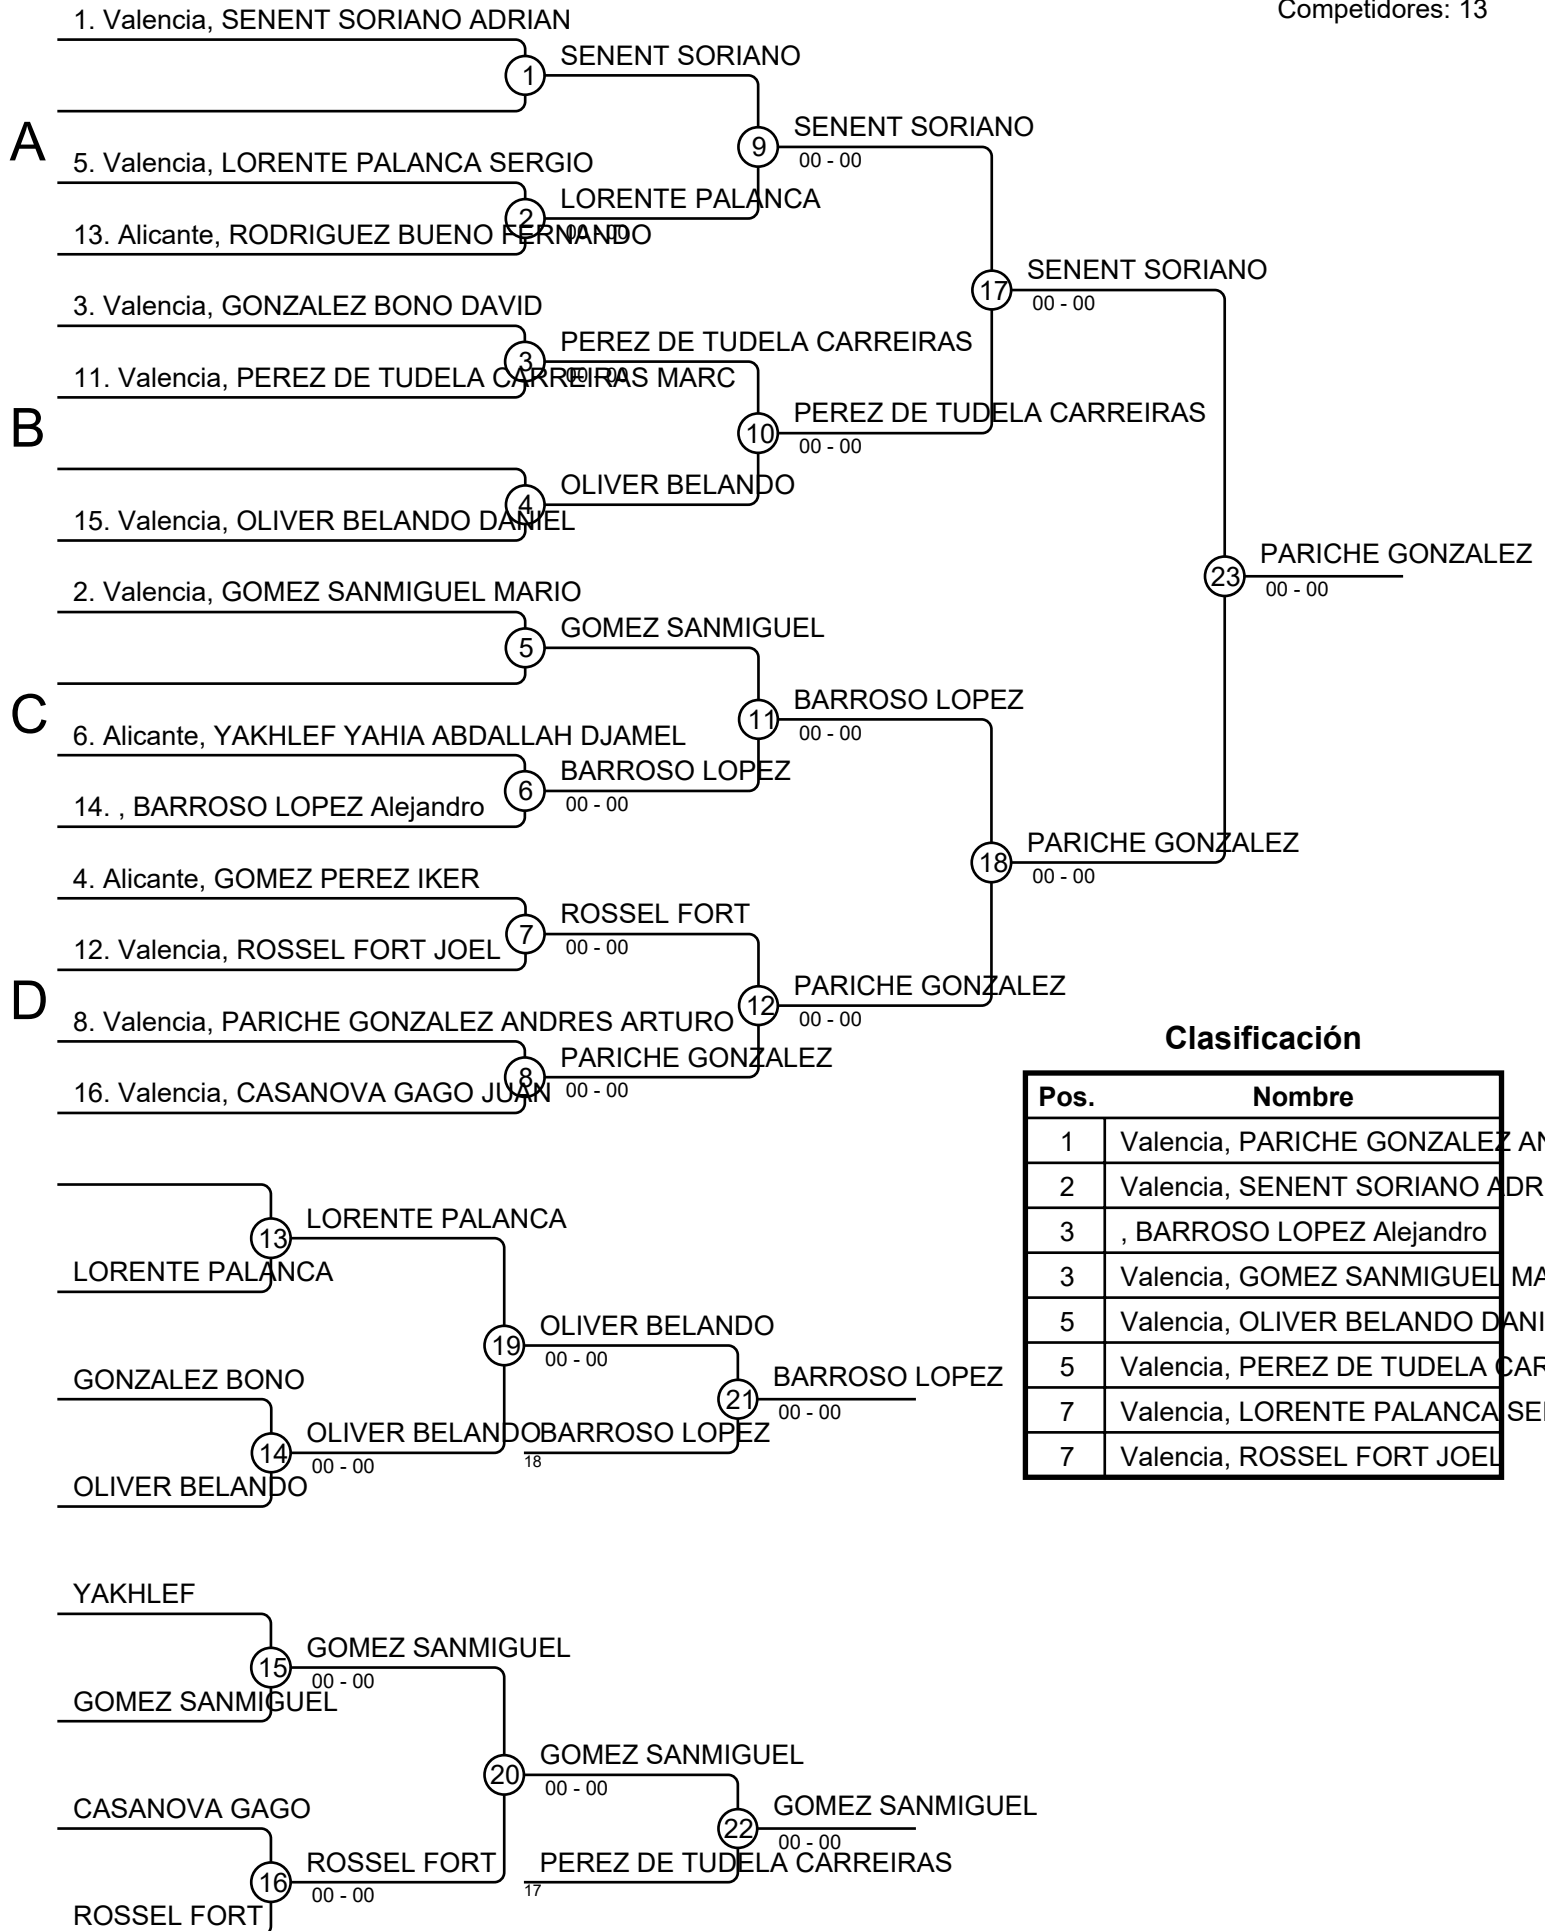 Competidores: 13
1. Valencia, SENENT SORIANO ADRIAN
SENENT SORIANO
1
A
SENENT SORIANO
9
00 - 00
5. Valencia, LORENTE PALANCA SERGIO
LORENTE PALANCA
2
00 - 00
13. Alicante, RODRIGUEZ BUENO FERNANDO
SENENT SORIANO
17
00 - 00
3. Valencia, GONZALEZ BONO DAVID
PEREZ DE TUDELA CARREIRAS
3
00 - 00
11. Valencia, PEREZ DE TUDELA CARREIRAS MARC
B
PEREZ DE TUDELA CARREIRAS
10
00 - 00
OLIVER BELANDO
4
15. Valencia, OLIVER BELANDO DANIEL
PARICHE GONZALEZ
23
00 - 00
2. Valencia, GOMEZ SANMIGUEL MARIO
GOMEZ SANMIGUEL
5
C
BARROSO LOPEZ
11
00 - 00
6. Alicante, YAKHLEF YAHIA ABDALLAH DJAMEL
BARROSO LOPEZ
6
00 - 00
14. , BARROSO LOPEZ Alejandro
PARICHE GONZALEZ
18
00 - 00
4. Alicante, GOMEZ PEREZ IKER
ROSSEL FORT
7
00 - 00
12. Valencia, ROSSEL FORT JOEL
D
PARICHE GONZALEZ
12
00 - 00
8. Valencia, PARICHE GONZALEZ ANDRES ARTURO
PARICHE GONZALEZ
8
00 - 00
16. Valencia, CASANOVA GAGO JUAN
Clasificación
Pos. Nombre
1 Valencia, PARICHE GONZALEZ AN
2 Valencia, SENENT SORIANO ADR
3 , BARROSO LOPEZ Alejandro
3 Valencia, GOMEZ SANMIGUEL MA
5 Valencia, OLIVER BELANDO DANI
5 Valencia, PEREZ DE TUDELA CAR
7 Valencia, LORENTE PALANCA SE
7 Valencia, ROSSEL FORT JOEL
LORENTE PALANCA
13
LORENTE PALANCA
OLIVER BELANDO
19
00 - 00
GONZALEZ BONO
BARROSO LOPEZ
21
00 - 00
OLIVER BELANDO
14
00 - 00
BARROSO LOPEZ
18
OLIVER BELANDO
YAKHLEF
GOMEZ SANMIGUEL
15
00 - 00
GOMEZ SANMIGUEL
GOMEZ SANMIGUEL
20
00 - 00
CASANOVA GAGO
GOMEZ SANMIGUEL
22
00 - 00
ROSSEL FORT
16
00 - 00
PEREZ DE TUDELA CARREIRAS
17
ROSSEL FORT